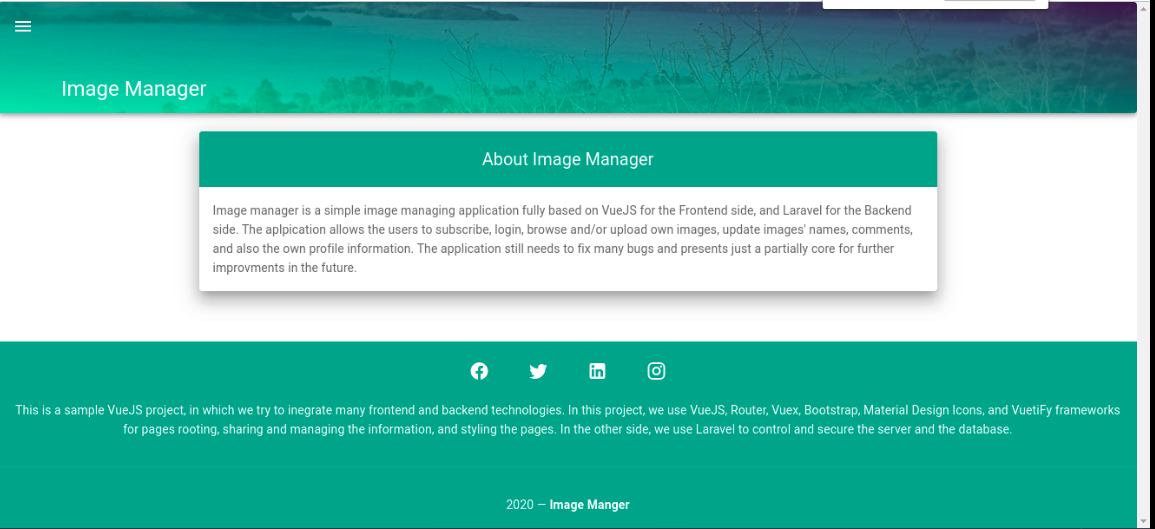 Image Manager
About Image Manager
Image manager is a simple image managing application fully based on VueJS for the Frontend side, and Laravel for the Backend
side. The aplpication allows the users to subscribe, login, browse and/or upload own images, update images' names, comments,
and also the own profile information. The application still needs to fix many bugs and presents just a partially core for further
improvments in the future.
This is a sample VueJS project, in which we try to inegrate many frontend and backend technologies. In this project, we use VueJS, Router, Vuex, Bootstrap, Material Design Icons, and VuetiFy frameworks
for pages rooting, sharing and managing the information, and styling the pages. In the other side, we use Laravel to control and secure the server and the database.
2020 — Image Manger